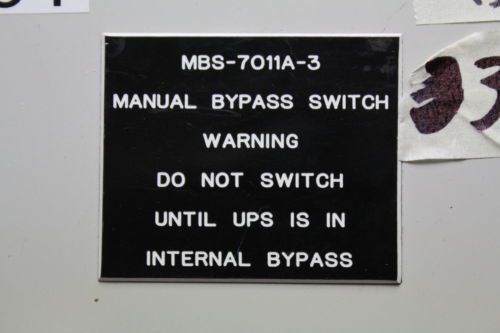 MBS-7011A-3
MANUAL BYPASS SWITCH
WARNING
DO NOT SWITCH
UNTIL UPS IS IN
INTERNAL BYPASS